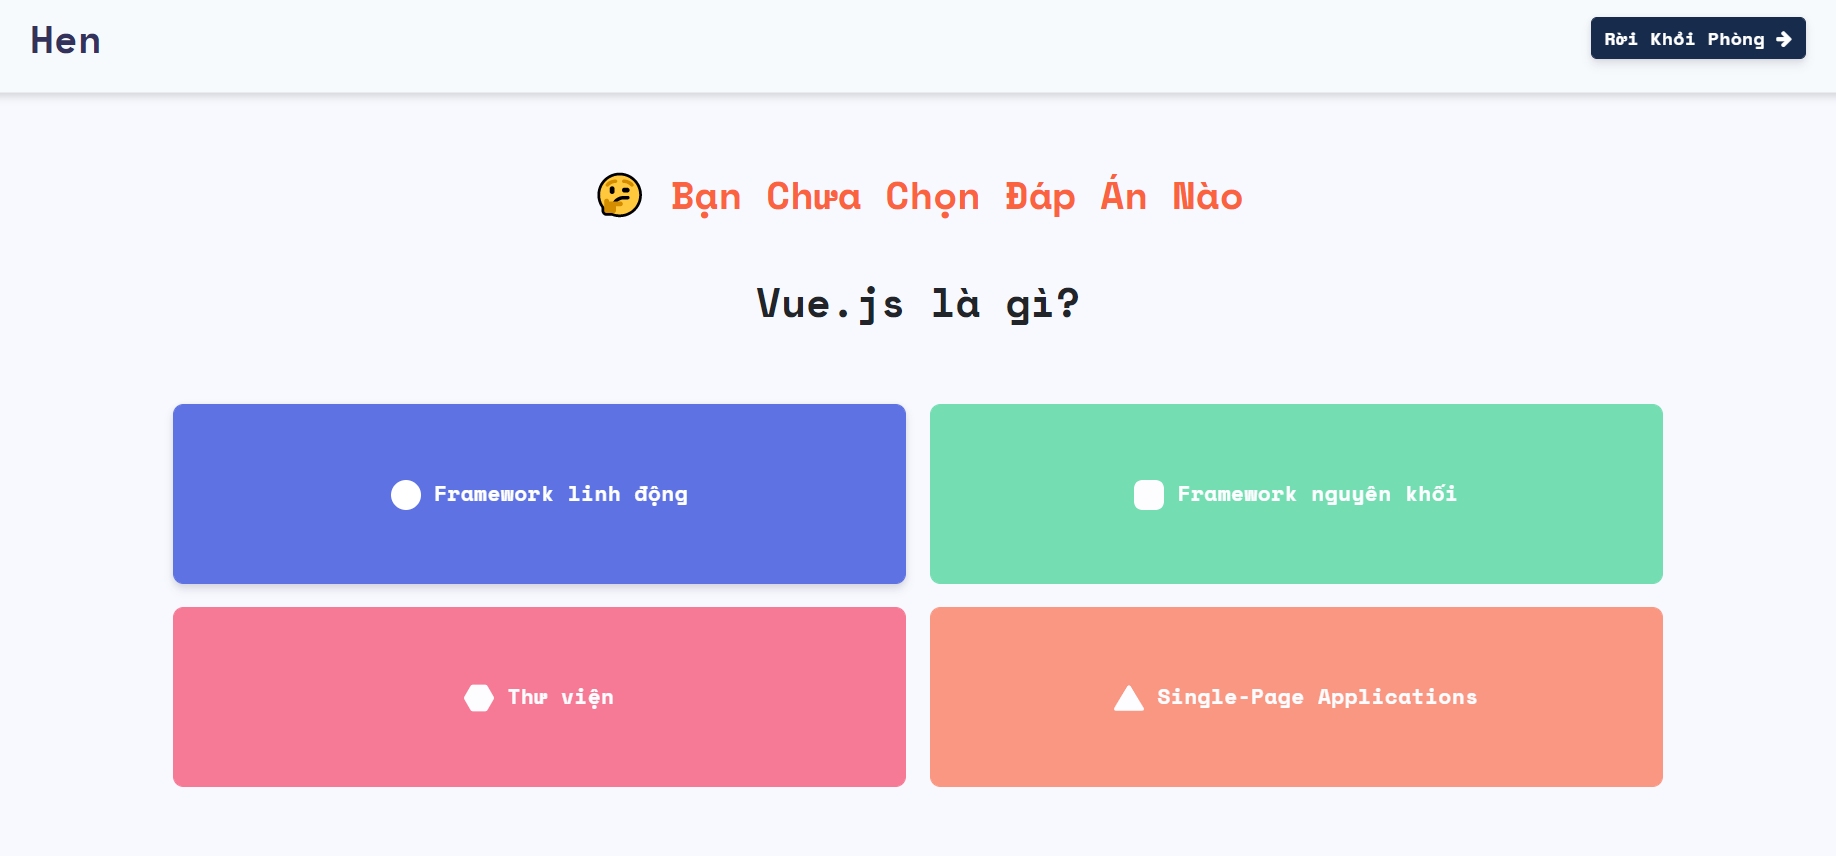 Hen
Rời Khỏi Phòng
Bạn Chưa Chọn Đáp Án Nào
Vue.js là gì?
Framework linh động
Framework nguyên khối
Thư viện
Single-Page Applications